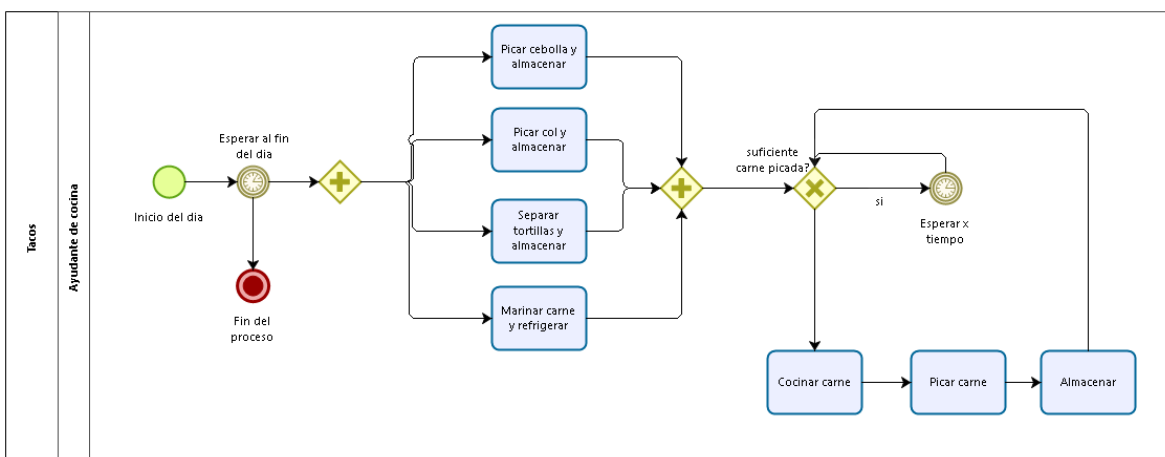 Tacos
Ayudante de cocina
Inicio del dia
Esperar al fin
del dia
Fin del
proceso
Picar cebolla y
almacenar
Picar col y
almacenar
Separar
tortillas y
almacenar
Marinar carne
y refrigerar
suficiente
carne picada?
si
Esperar x
tiempo
Cocinar carne
Picar carne
Almacenar